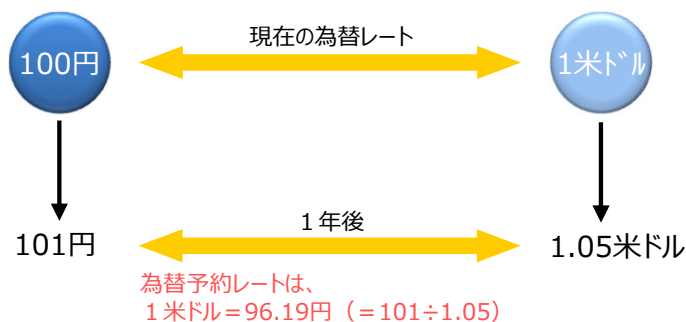 現在の為替レート
100円
1米ドル
1年後
101円
1.05米ドル
為替予約レートは、
1米ドル=96.19円(=101÷1.05)